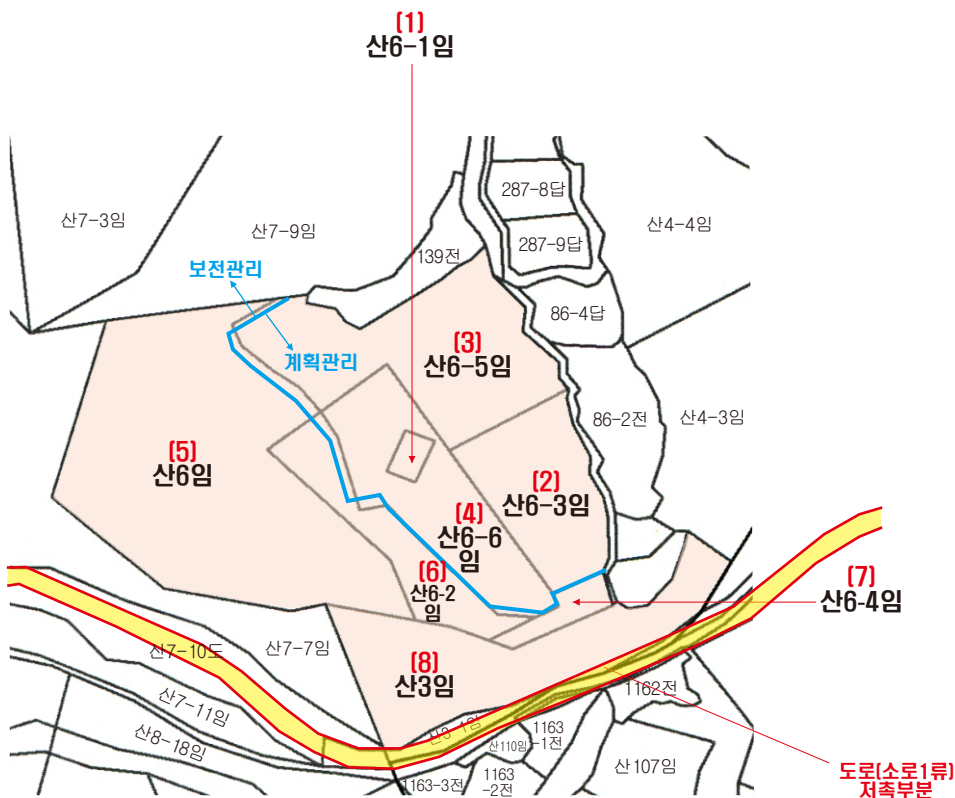 (1)
산6-1임
287-8답
산7-3임
산7-9임
산4-4임
287-9답
139전
보전관리
86-4답
(3)
산6-5임
계획관리
86-2전
산4-3임
(5)
산6임
(2)
산6-3임
(4)
산6-6
임
(6)
산6-2
임
(7)
산6-4임
산7-10도
산7-7임
(8)
산3임
1162전
산7-11임
산8-18임
산3-1임
산110임
1163
-1전
산107임
1163-3전
1163
-2전
도로(소로1류)
저촉부분